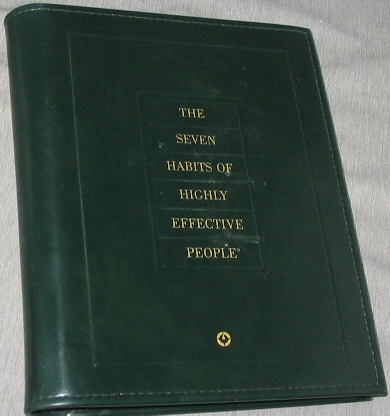 THE
SEVEN
HABITS OF
HIGHLY
EFFECTIVE
PEOPLE®